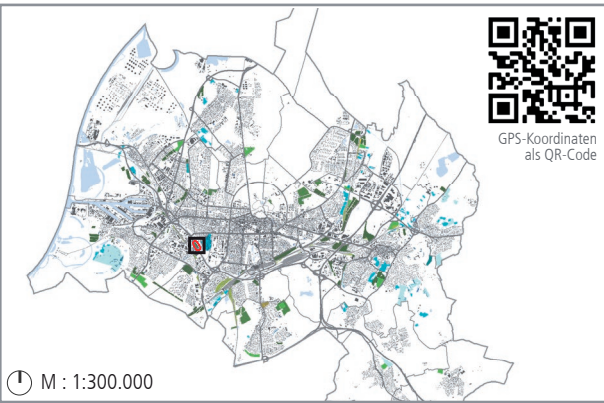 GPS-Koordinaten
als QR-Code
M : 1:300.000